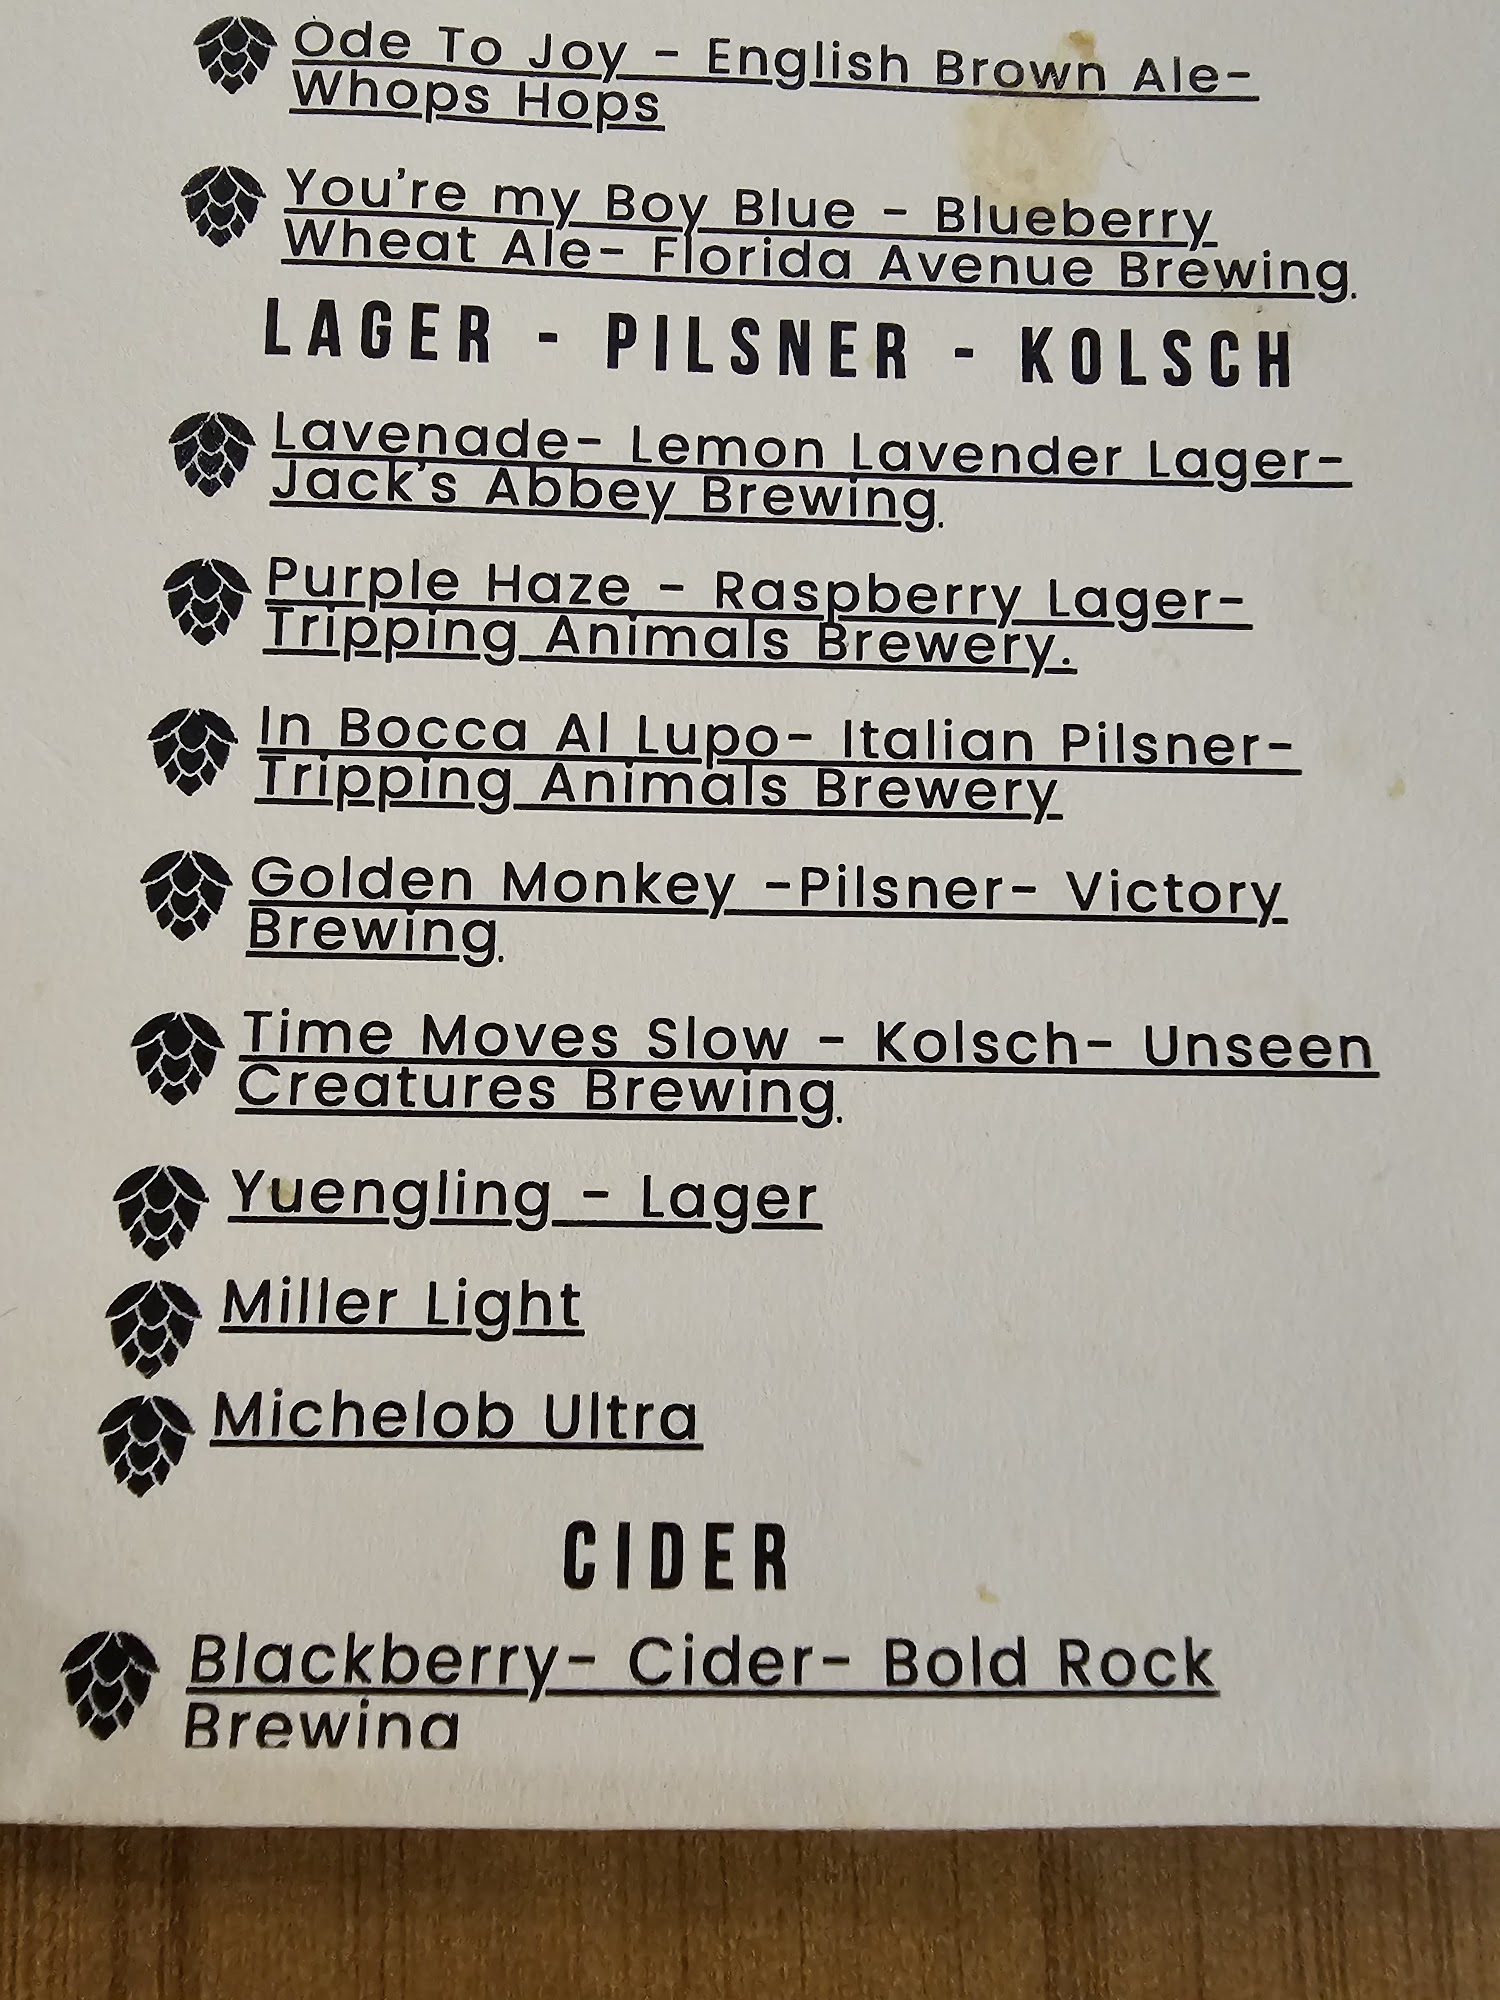 Ode To Joy - English Brown Ale-
Whops Hops
You're my Boy Blue - Blueberry
Wheat Ale- Florida Avenue Brewing.
LAGER - PILSNER - KOLSCH
Lavenade- Lemon Lavender Lager-
Jack's Abbey Brewing.
Purple Haze - Raspberry Lager-
Tripping Animals Brewery.
In Bocca Al Lupo- Italian Pilsner-
Tripping Animals Brewery
Golden Monkey -Pilsner- Victory
Brewing.
Time Moves Slow - Kolsch- Unseen
Creatures Brewing.
Yuengling - Lager
Miller Light
Michelob Ultra
CIDER
Blackberry- Cider- Bold Rock
Brewing